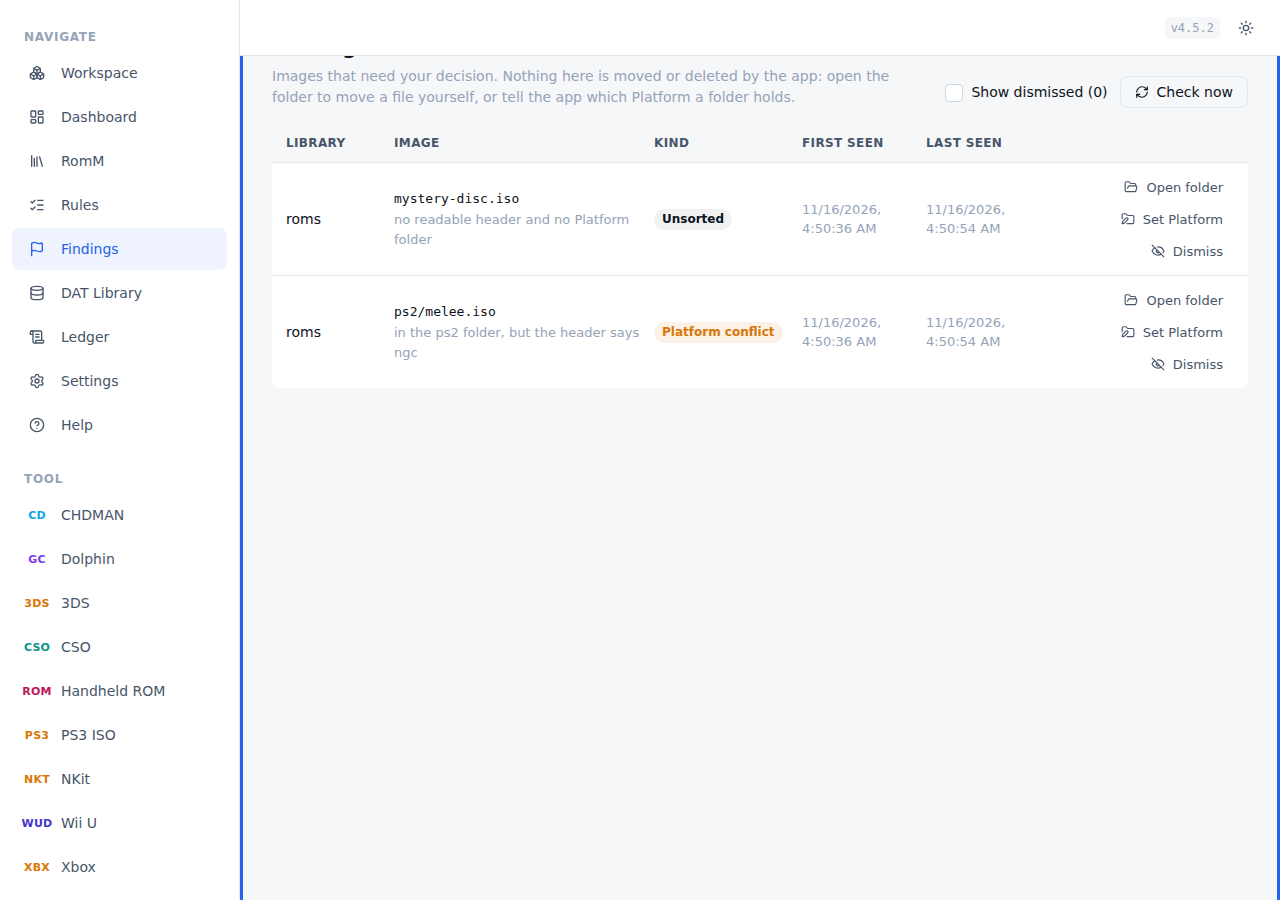 NAVIGATE
Workspace
Dashboard
RomM
Rules
Findings
DAT Library
Ledger
Settings
Help
TOOL
CD CHDMAN
GC Dolphin
3DS 3DS
CSO CSO
ROM Handheld ROM
PS3 PS3 ISO
NKT NKit
WUD Wii U
XBX Xbox
v4.5.2
Images that need your decision. Nothing here is moved or deleted by the app: open the
folder to move a file yourself, or tell the app which Platform a folder holds.
Show dismissed (0)
Check now
LIBRARY IMAGE KIND FIRST SEEN LAST SEEN
roms
mystery-disc.iso
no readable header and no Platform
folder
Unsorted
11/16/2026,
4:50:36 AM
11/16/2026,
4:50:54 AM
Open folder
Set Platform
Dismiss
roms
ps2/melee.iso
in the ps2 folder, but the header says
ngc
Platform conflict
11/16/2026,
4:50:36 AM
11/16/2026,
4:50:54 AM
Open folder
Set Platform
Dismiss